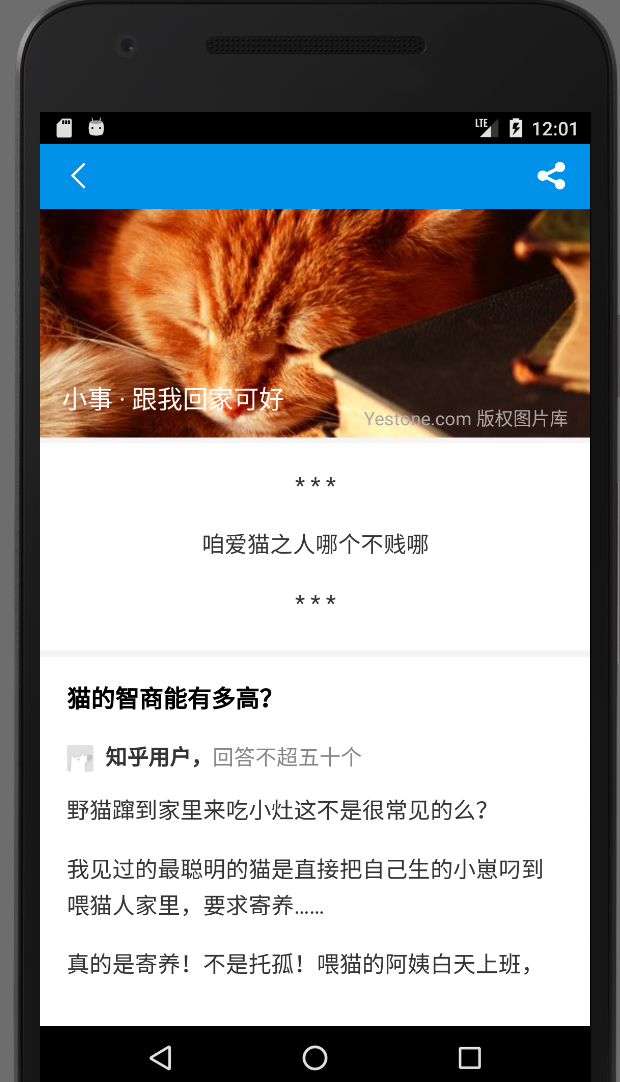 LTE 12:01
小事 · 跟我回家可好
Yestone.com 版权图片库
* * *
咱爱猫之人哪个不贱哪
* * *
猫的智商能有多高？
知乎用户，回答不超五十个
野猫蹿到家里来吃小灶这不是很常见的么？
我见过的最聪明的猫是直接把自己生的小崽叼到
喂猫人家里，要求寄养……
真的是寄养！不是托孤！喂猫的阿姨白天上班，